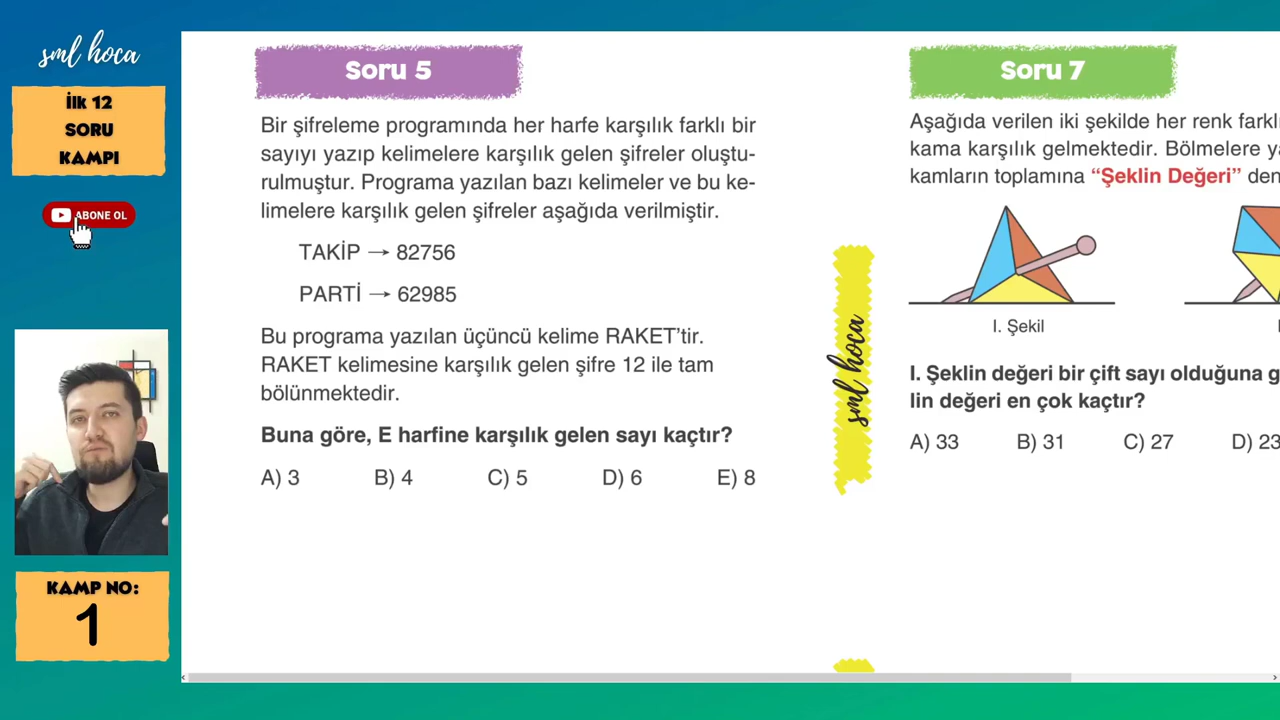 sml hoca
İlk 12
SORU
KAMPI
ABONE OL
KAMP NO:
1
Soru 5
Bir şifreleme programında her harfe karşılık farklı bir
sayıyı yazıp kelimelere karşılık gelen şifreler oluştu-
rulmuştur. Programa yazılan bazı kelimeler ve bu ke-
limelere karşılık gelen şifreler aşağıda verilmiştir.
TAKİP → 82756
PARTİ → 62985
Bu programa yazılan üçüncü kelime RAKET’tir.
RAKET kelimesine karşılık gelen şifre 12 ile tam
bölünmektedir.
Buna göre, E harfine karşılık gelen sayı kaçtır?
A) 3 B) 4 C) 5 D) 6 E) 8
sml hoca
Soru 7
Aşağıda verilen iki şekilde her renk farklı
kama karşılık gelmektedir. Bölmelere ya
kamların toplamına “Şeklin Değeri” den
I. Şekil
I. Şeklin değeri bir çift sayı olduğuna g
lin değeri en çok kaçtır?
A) 33 B) 31 C) 27 D) 23